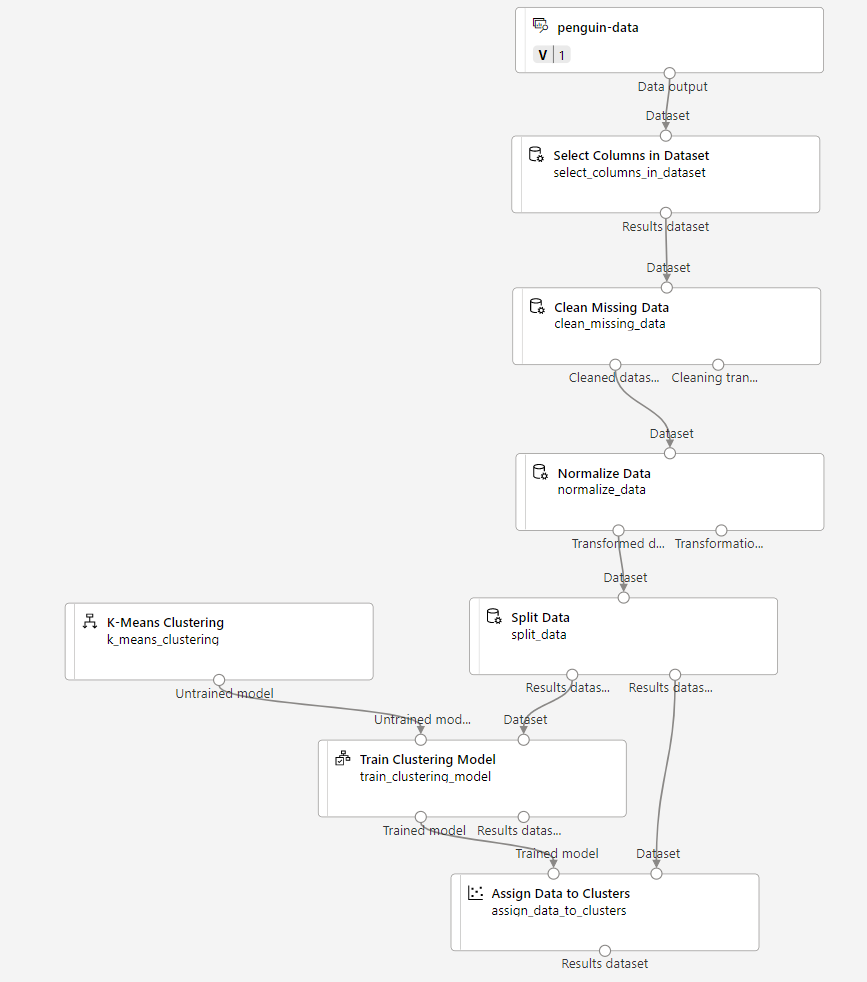 penguin-data
V 1
Data output
Dataset
Select Columns in Dataset
select_columns_in_dataset
Results dataset
Dataset
Clean Missing Data
clean_missing_data
Cleaned datas... Cleaning tran...
Dataset
Normalize Data
normalize_data
Transformed d... Transformatio...
Dataset
K-Means Clustering
k_means_clustering
Untrained model
Split Data
split_data
Results datas... Results datas...
Untrained mod... Dataset
Train Clustering Model
train_clustering_model
Trained model Results datas...
Trained model Dataset
Assign Data to Clusters
assign_data_to_clusters
Results dataset